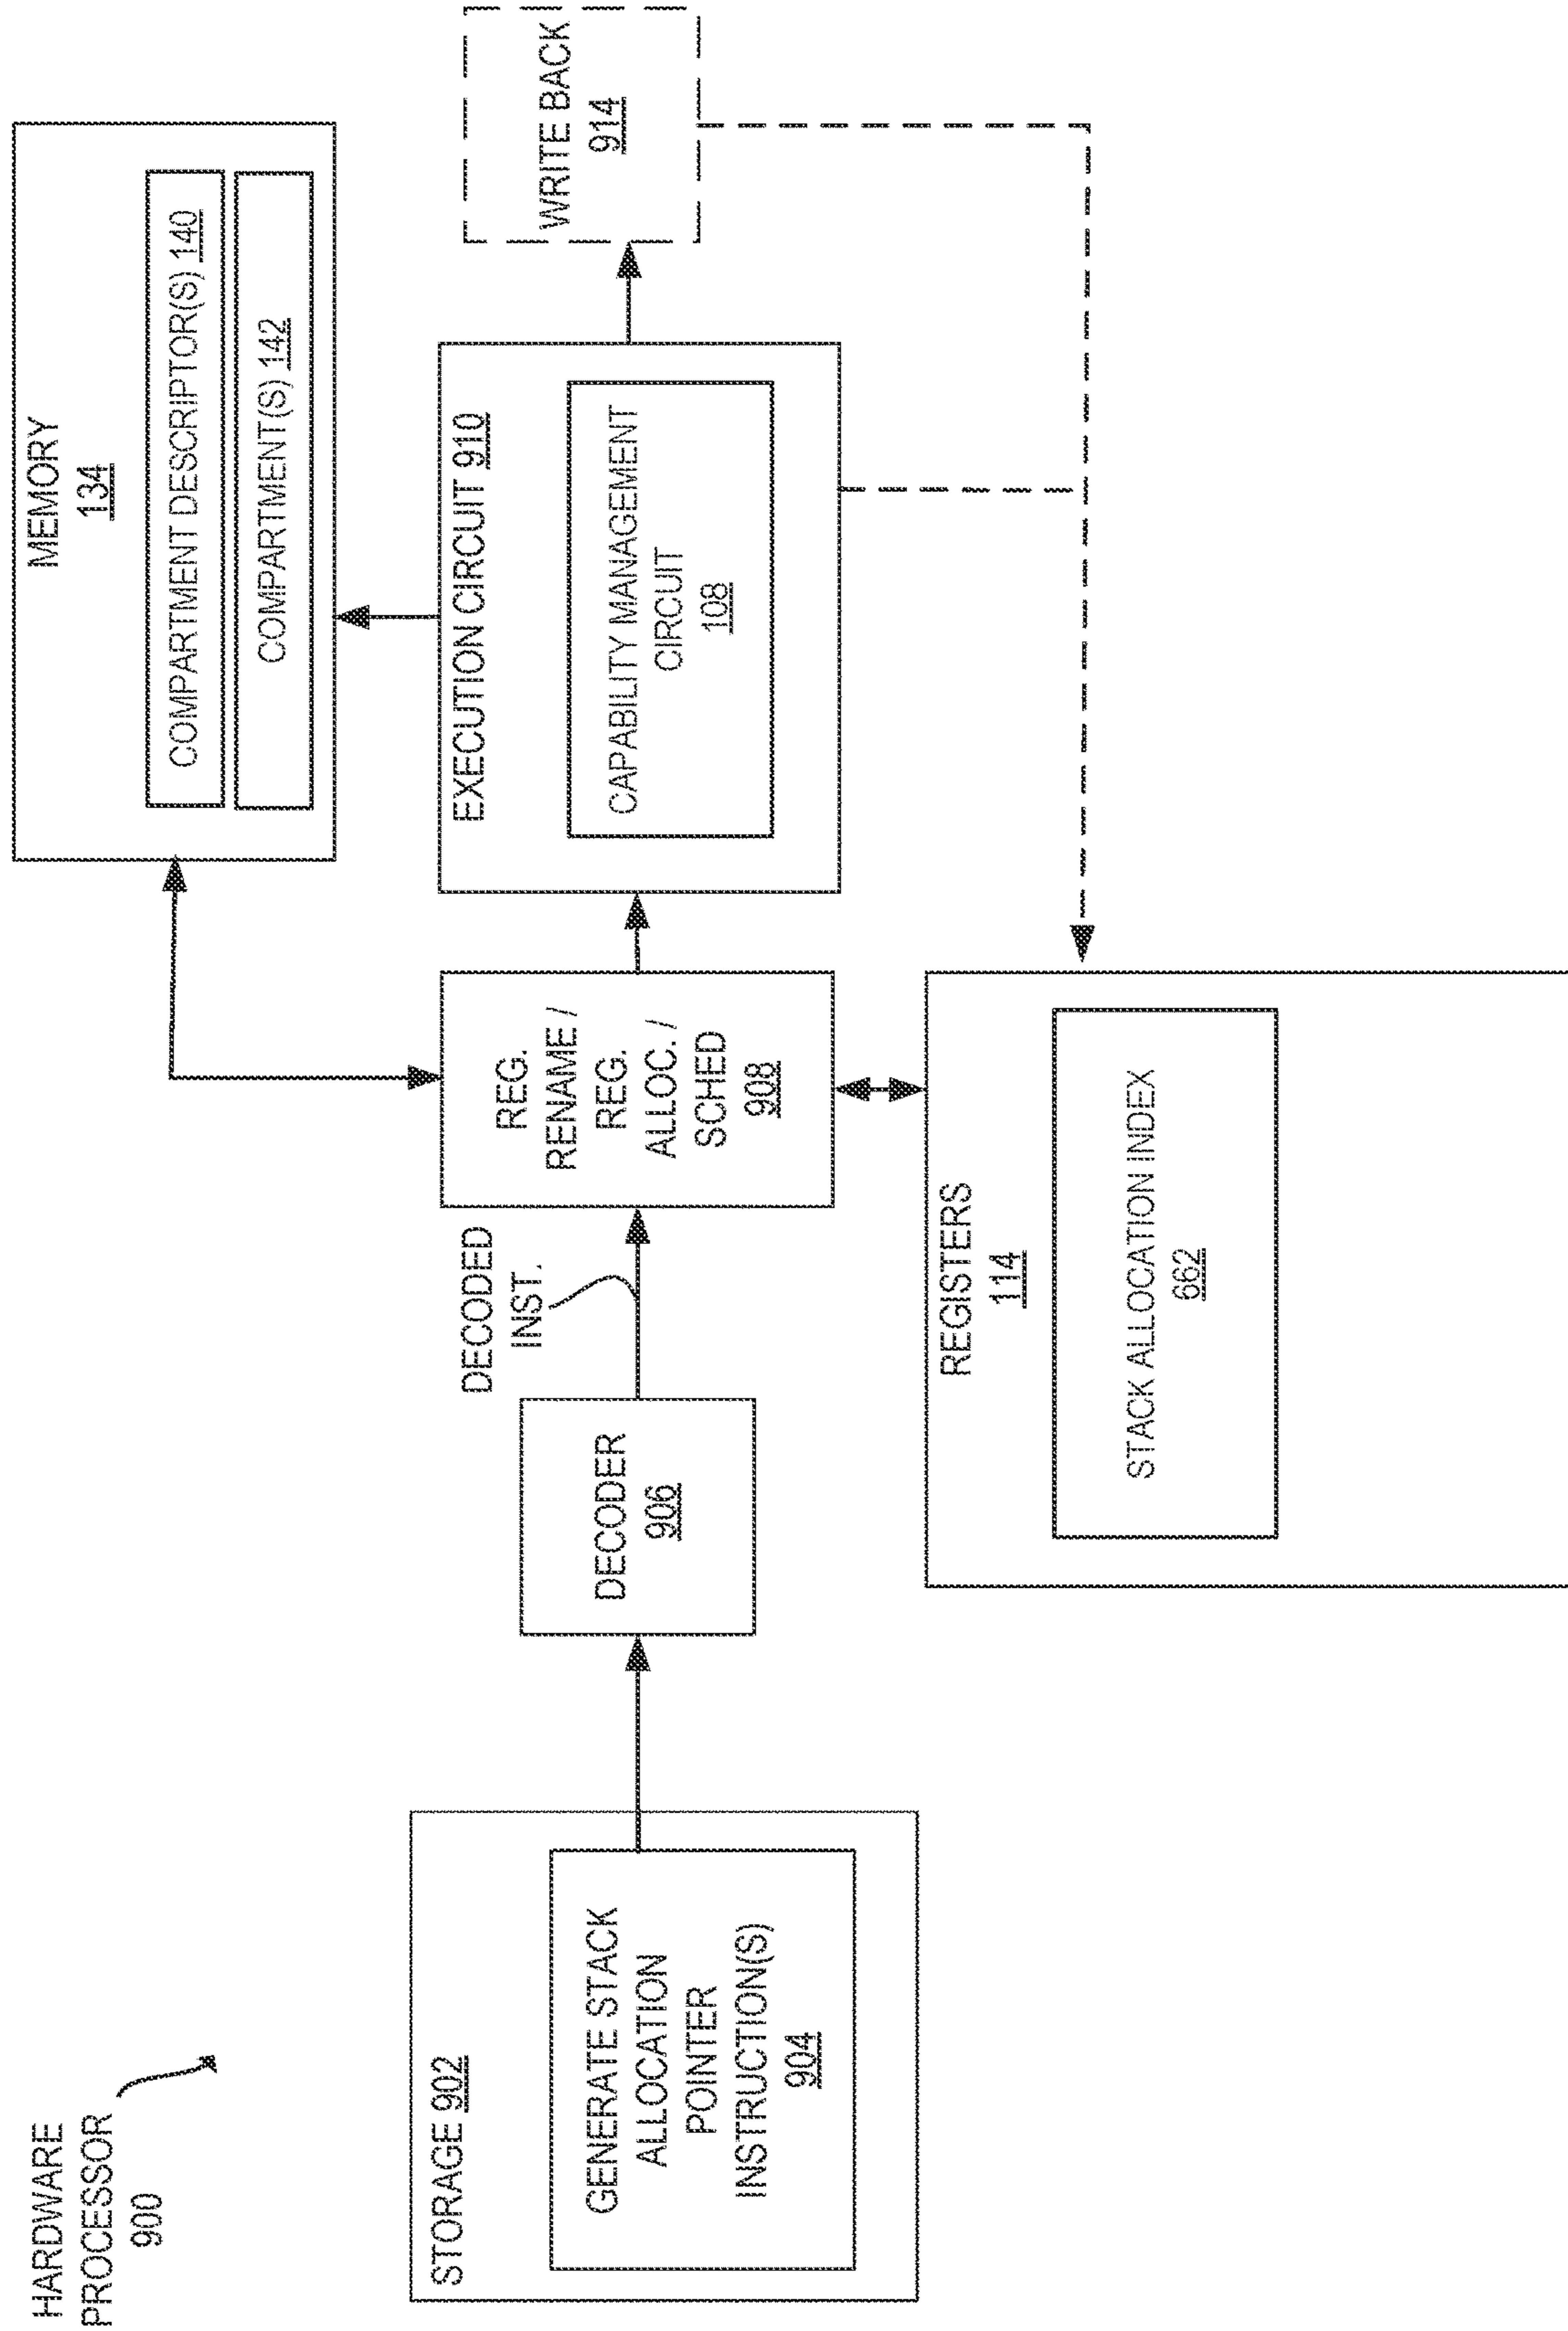 HARDWARE
PROCESSOR
900
STORAGE 902
GENERATE STACK
ALLOCATION
POINTER
INSTRUCTION(S)
904
DECODER
906
DECODED
INST.
REG.
RENAME /
REG.
ALLOC. /
SCHED
908
REGISTERS
114
STACK ALLOCATION INDEX
662
MEMORY
134
COMPARTMENT DESCRIPTOR(S) 140
COMPARTMENT(S) 142
EXECUTION CIRCUIT 910
CAPABILITY MANAGEMENT
CIRCUIT
108
WRITE BACK
914